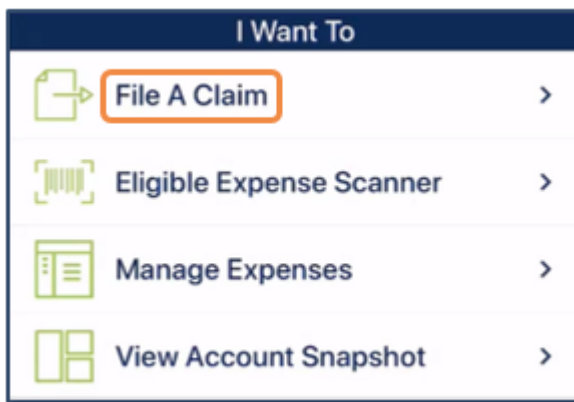 I Want To
File A Claim
Eligible Expense Scanner
Manage Expenses
View Account Snapshot